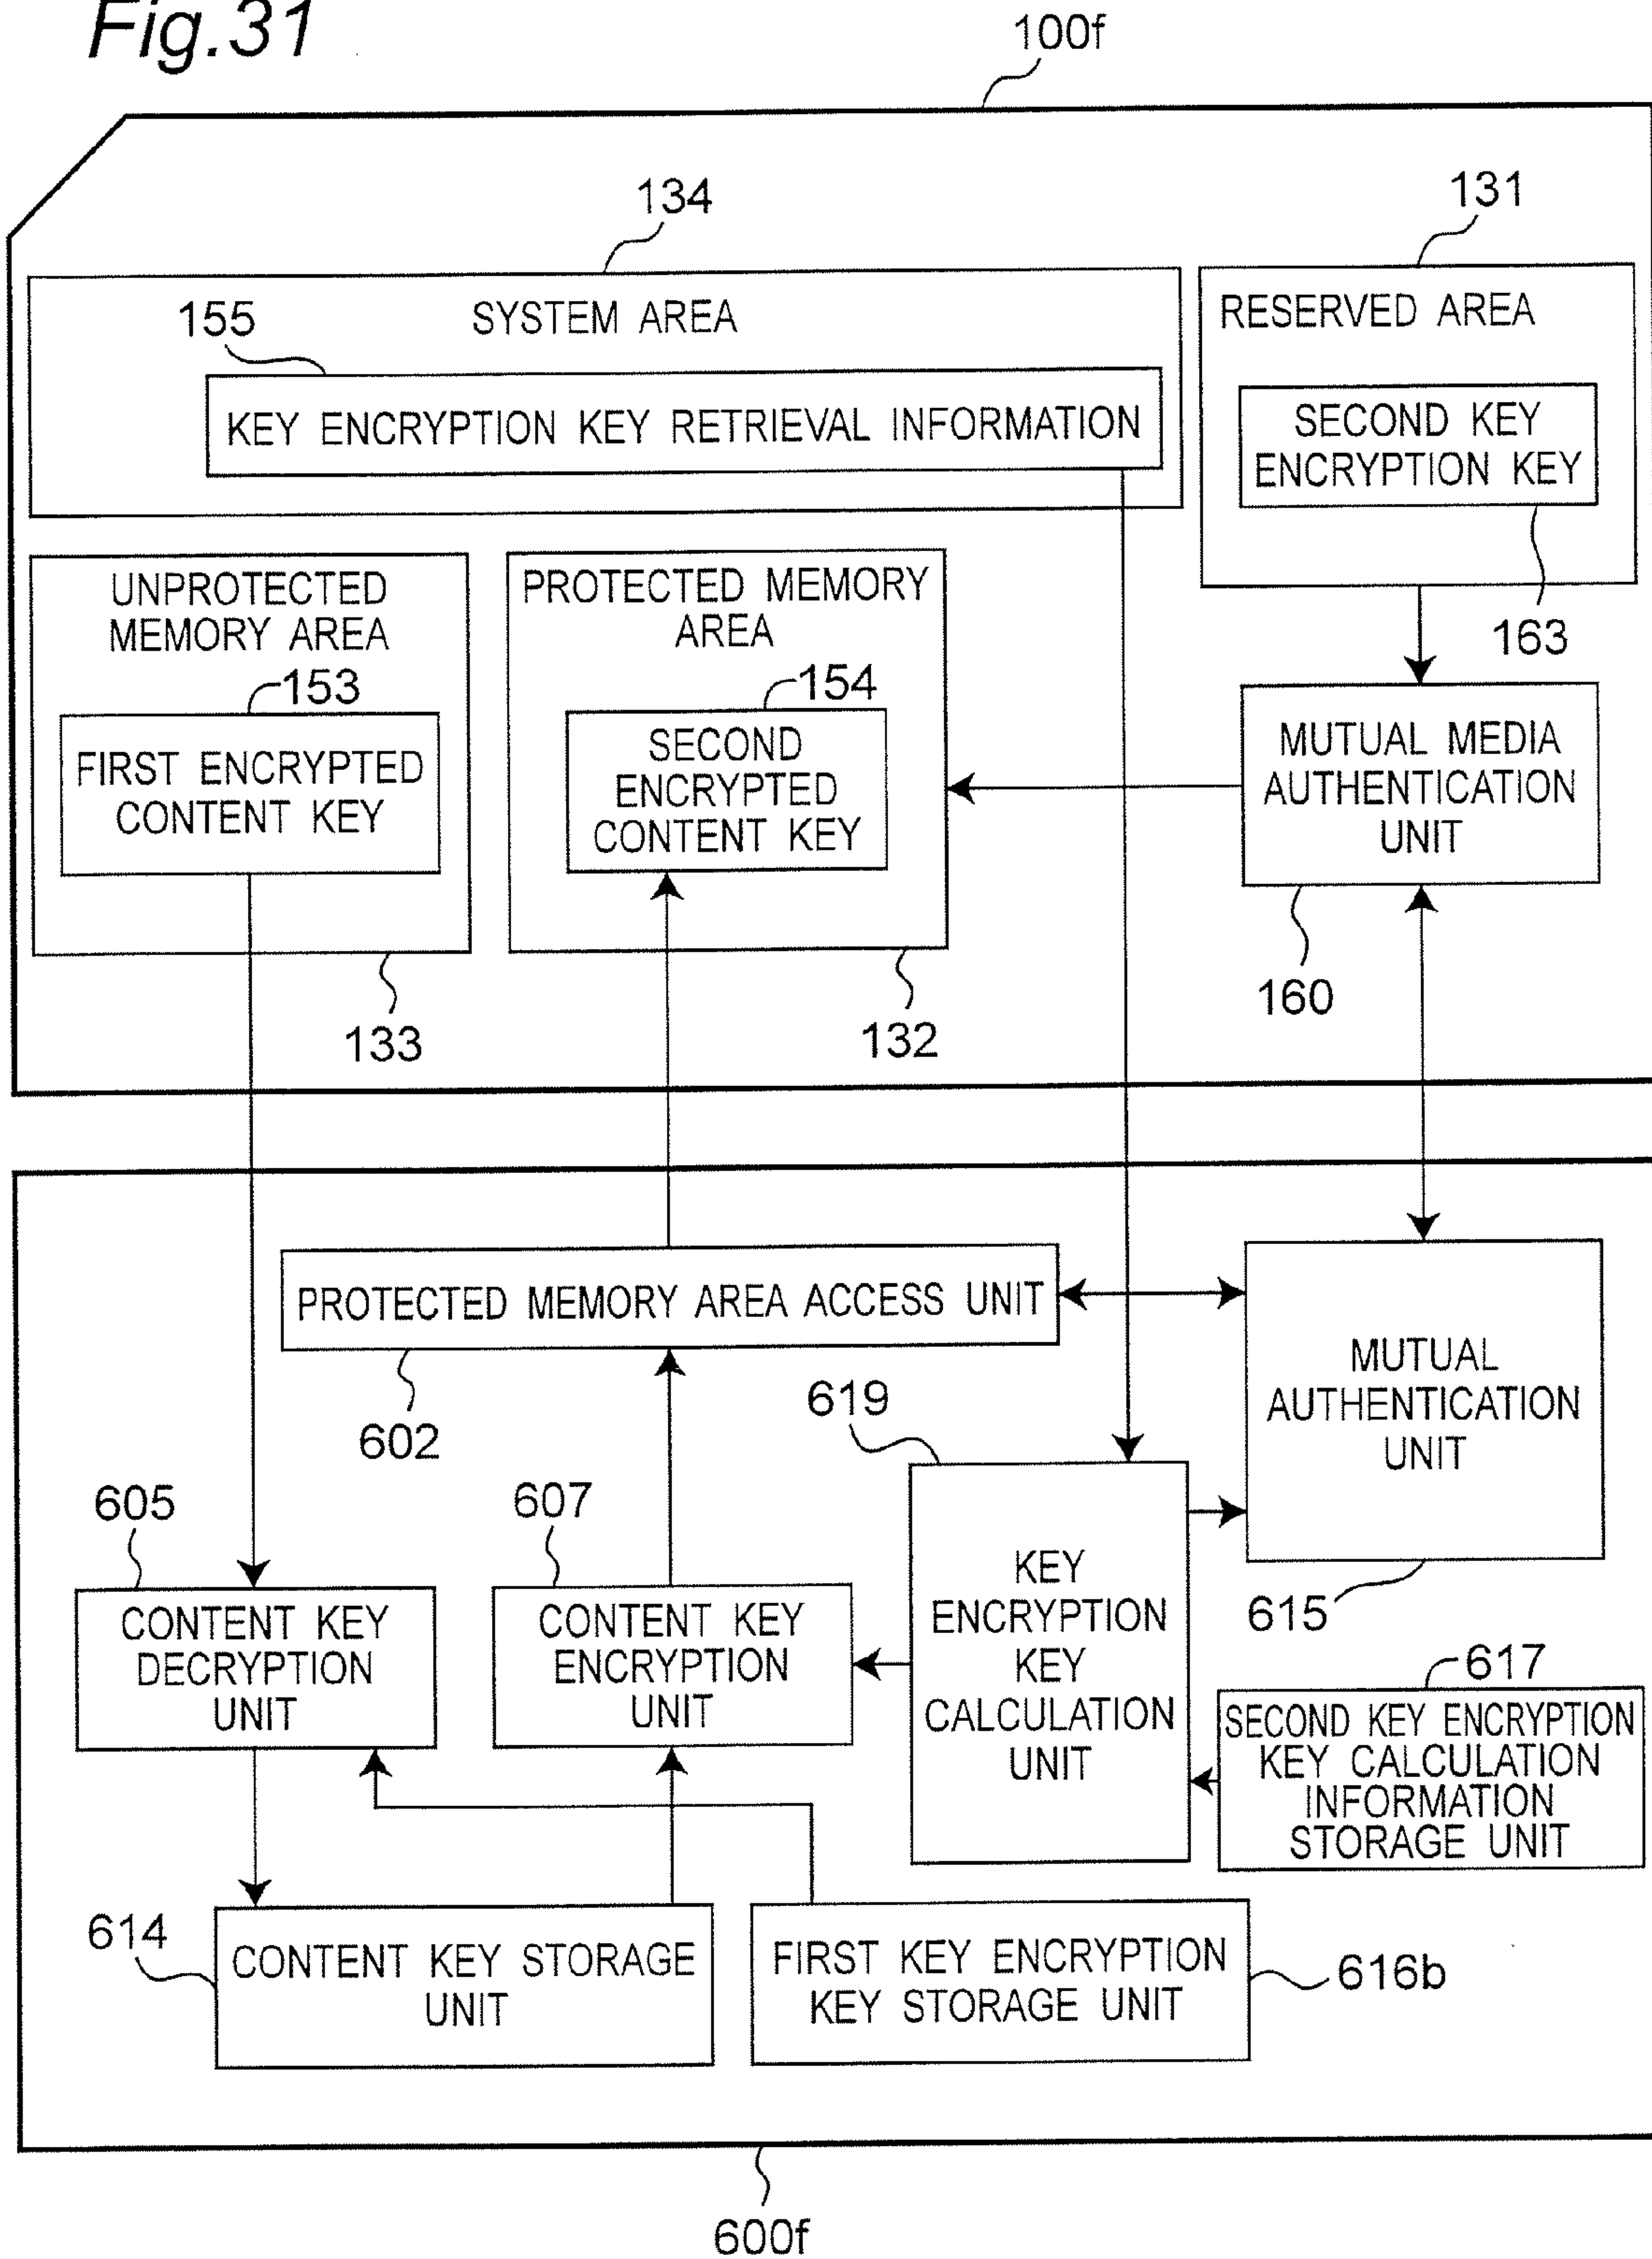 Fig.31
100f
134
131
155
SYSTEM AREA
RESERVED AREA
KEY ENCRYPTION KEY RETRIEVAL INFORMATION
SECOND KEY
ENCRYPTION KEY
163
UNPROTECTED
MEMORY AREA
PROTECTED MEMORY
AREA
153
154
FIRST ENCRYPTED
CONTENT KEY
SECOND
ENCRYPTED
CONTENT KEY
MUTUAL MEDIA
AUTHENTICATION
UNIT
160
133
132
PROTECTED MEMORY AREA ACCESS UNIT
602
619
MUTUAL
AUTHENTICATION
UNIT
615
605
607
CONTENT KEY
DECRYPTION
UNIT
CONTENT KEY
ENCRYPTION
UNIT
KEY
ENCRYPTION
KEY
CALCULATION
UNIT
617
SECOND KEY ENCRYPTION
KEY CALCULATION
INFORMATION
STORAGE UNIT
614
CONTENT KEY STORAGE
UNIT
FIRST KEY ENCRYPTION
KEY STORAGE UNIT
616b
600f